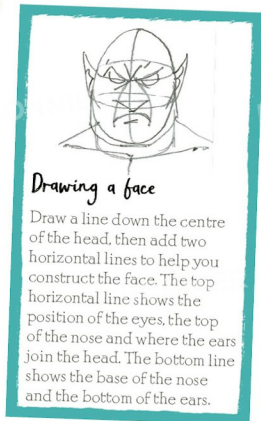 Drawing a face
Draw a line down the centre
of the head, then add two
horizontal lines to help you
construct the face. The top
horizontal line shows the
position of the eyes, the top
of the nose and where the ears
join the head. The bottom line
shows the base of the nose
and the bottom of the ears.